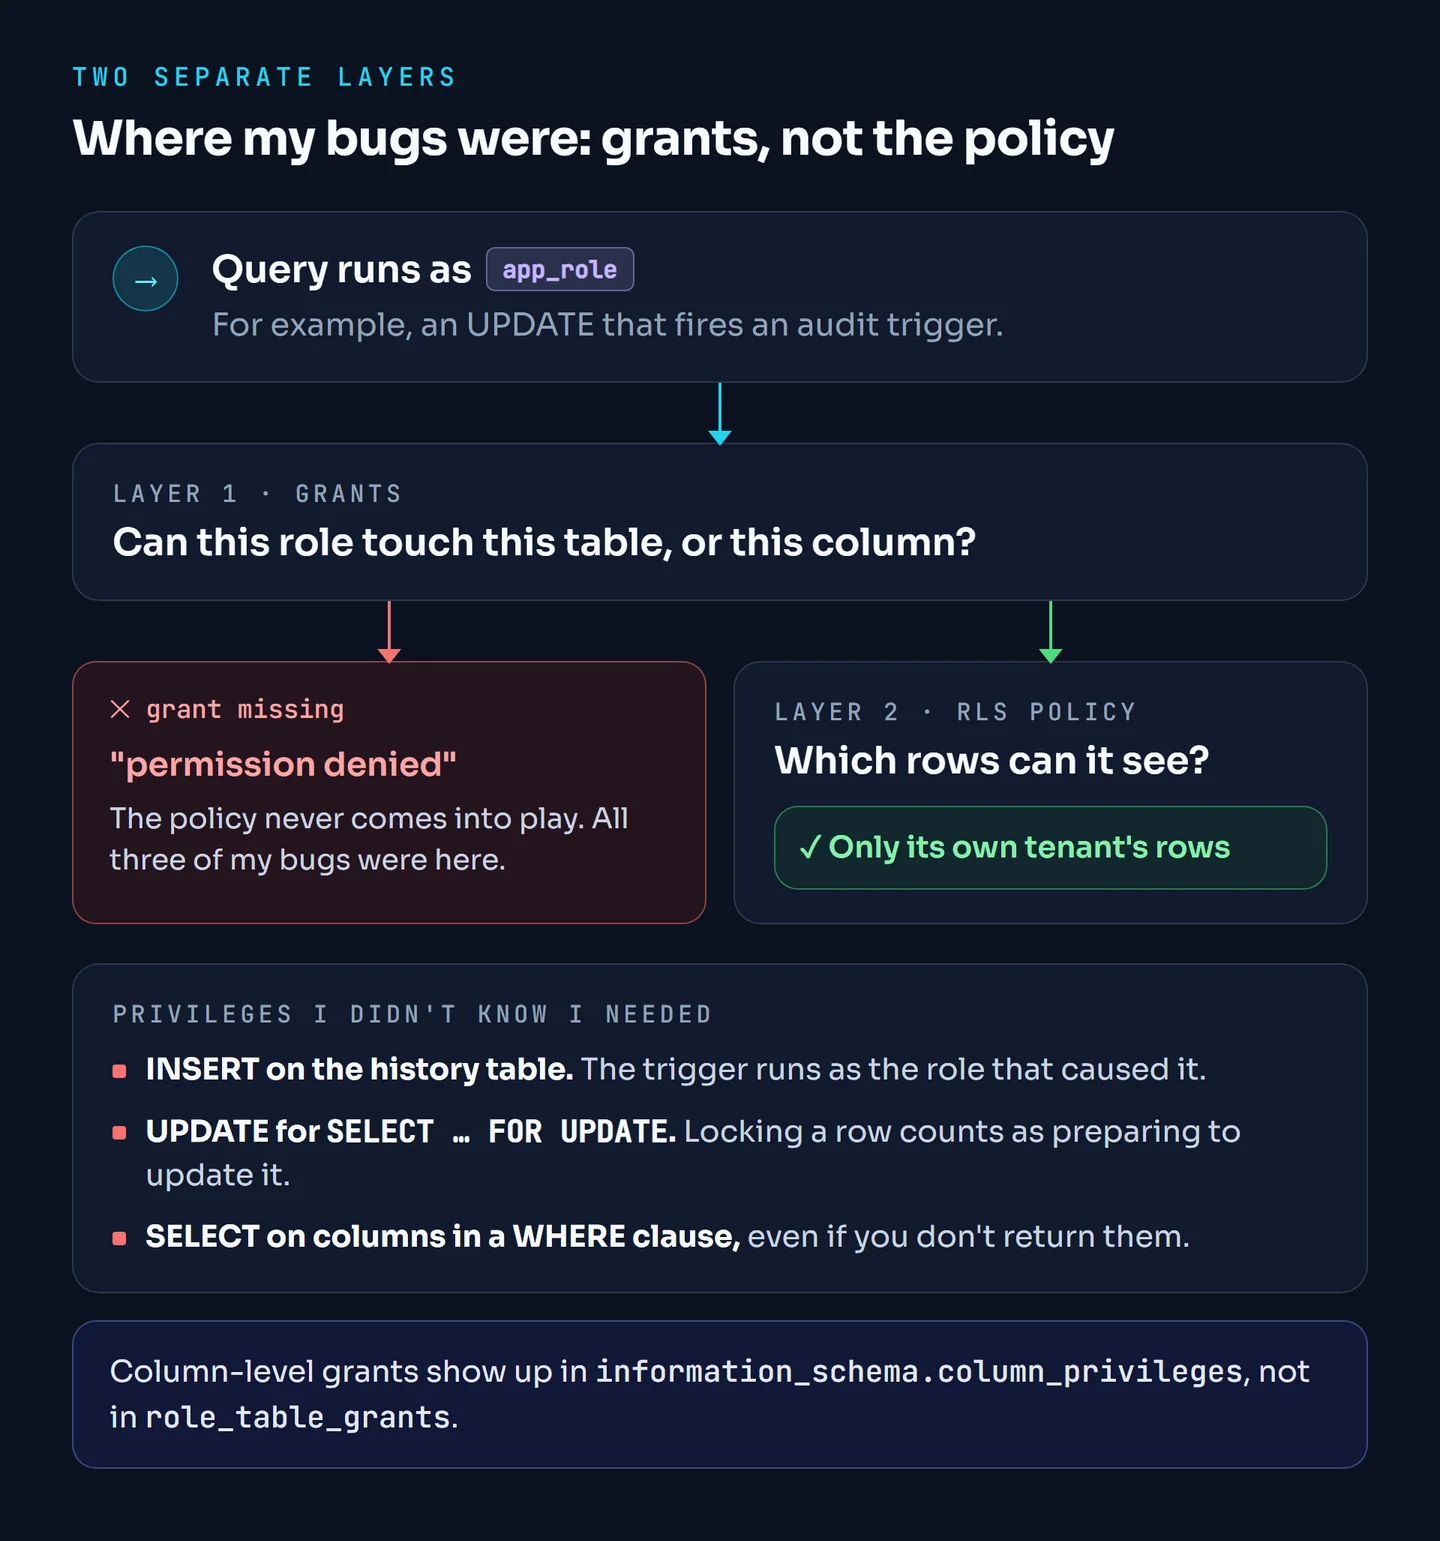 TWO SEPARATE LAYERS
Where my bugs were: grants, not the policy
→
Query runs as app_role
For example, an UPDATE that fires an audit trigger.
LAYER 1 · GRANTS
Can this role touch this table, or this column?
× grant missing
"permission denied"
The policy never comes into play. All
three of my bugs were here.
LAYER 2 · RLS POLICY
Which rows can it see?
✓ Only its own tenant's rows
PRIVILEGES I DIDN'T KNOW I NEEDED
INSERT on the history table. The trigger runs as the role that caused it.
UPDATE for SELECT … FOR UPDATE. Locking a row counts as preparing to
update it.
SELECT on columns in a WHERE clause, even if you don't return them.
Column-level grants show up in information_schema.column_privileges, not
in role_table_grants.